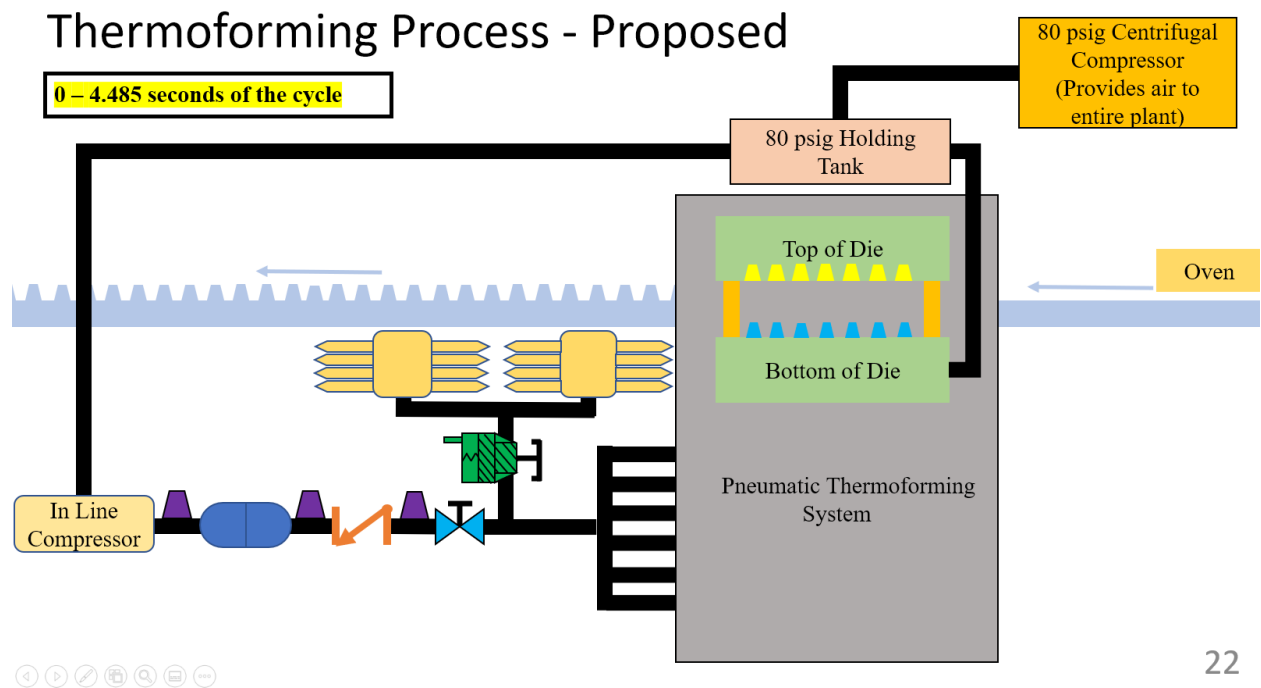 Thermoforming Process - Proposed
0 – 4.485 seconds of the cycle
80 psig Centrifugal
Compressor
(Provides air to
entire plant)
80 psig Holding
Tank
Top of Die
Oven
Bottom of Die
Pneumatic Thermoforming
System
In Line
Compressor
22